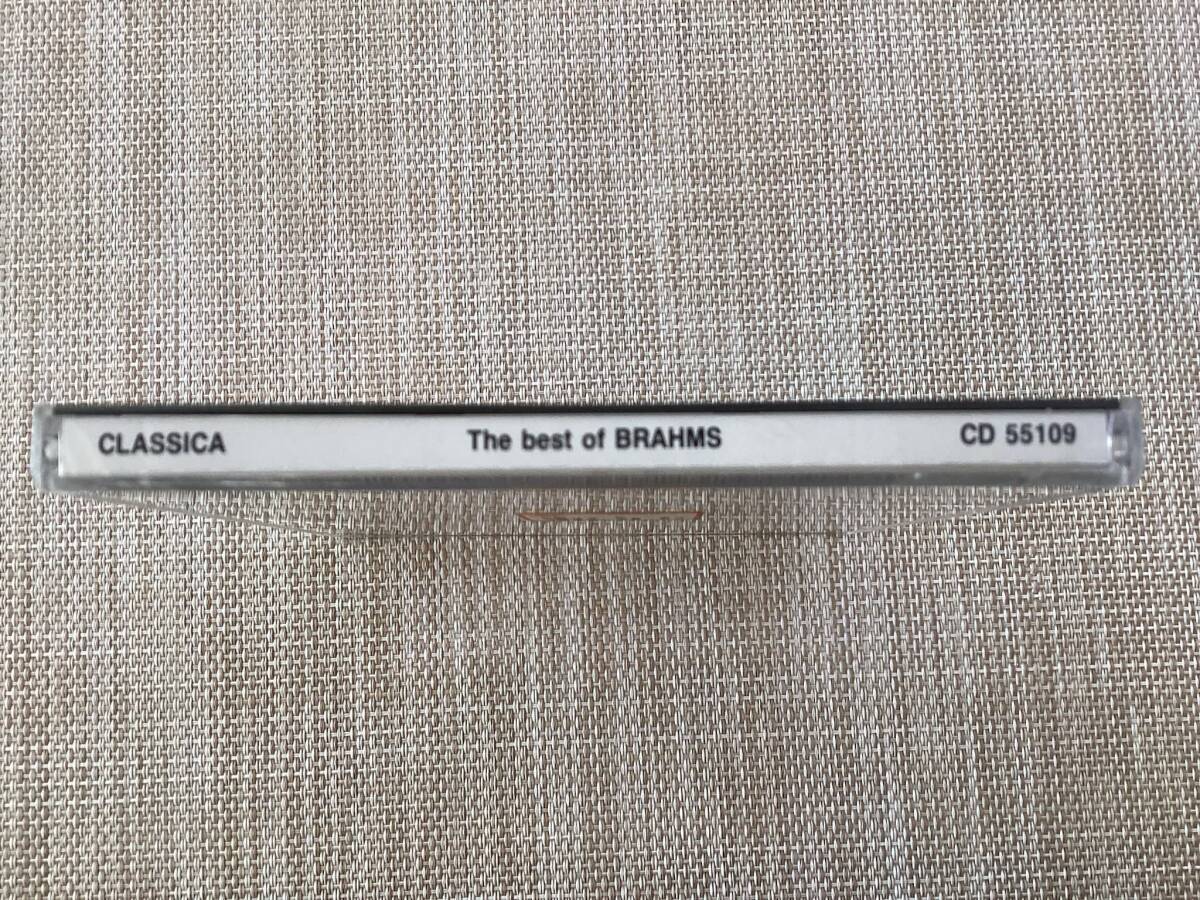 CLASSICA The best of BRAHMS CD 55109